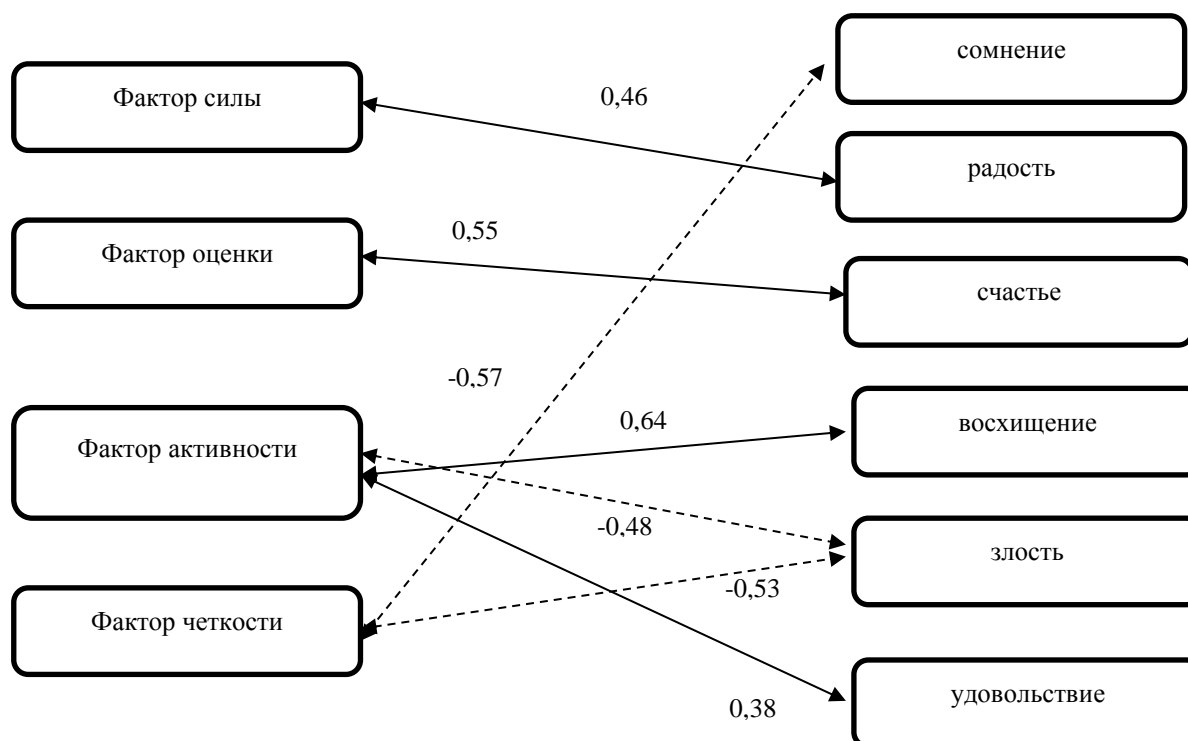 сомнение
Фактор силы
0,46
радость
0,55
Фактор оценки
счастье
-0,57
0,64
восхищение
Фактор активности
-0,48
злость
-0,53
Фактор четкости
удовольствие
0,38